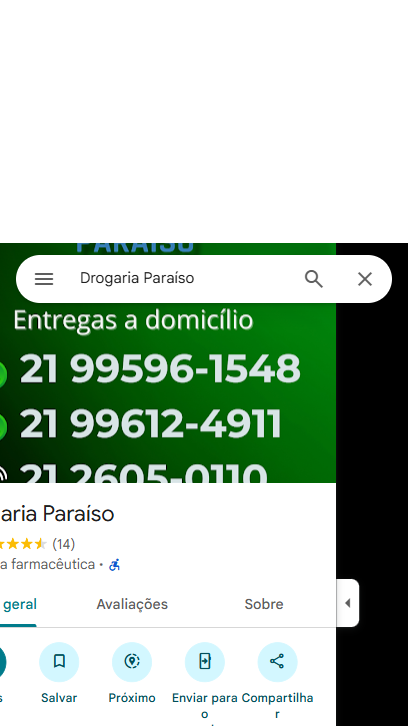 PARAÍSO
Drogaria Paraíso
Entregas a domicílio
21 99596-1548
21 99612-4911
21 2605-0110
aria Paraíso
(14)
a farmacêutica ·
geral
Avaliações
Sobre
s
Salvar
Próximo
Enviar para
o
Compartilha
r